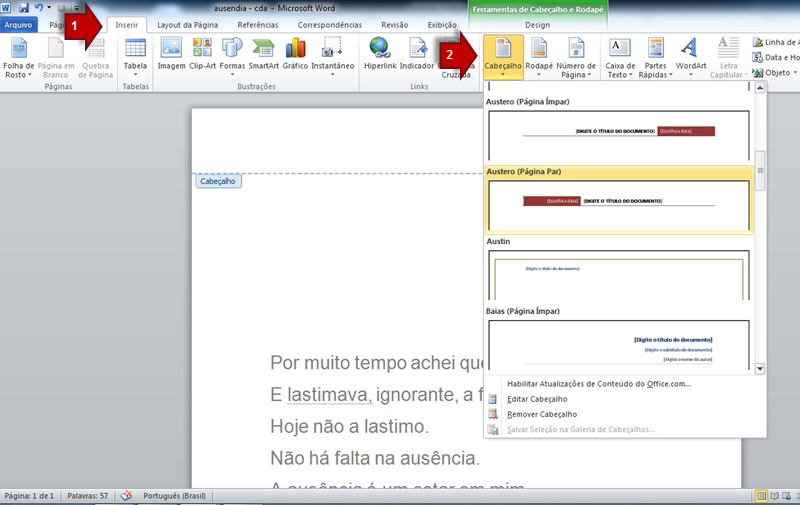 ausendia - cda - Microsoft Word
Ferramentas de Cabeçalho e Rodapé
Arquivo Inserir Layout da Página Referências Correspondências Revisão Exibição Design
1
2
Folha de Rosto
Página em Branco
Quebra de Página
Tabela
Imagem
Clip-Art
Formas
SmartArt
Gráfico
Instantâneo
Hiperlink
Indicador
Cruzada
Cabeçalho
Rodapé
Número de Página
Caixa de Texto
Partes Rápidas
WordArt
Letra Capitular
Linha de
Data e Ho
Objeto
Páginas Tabelas Ilustrações Links
Austero (Página Ímpar)
[DIGITE O TÍTULO DO DOCUMENTO] [Escolha a data]
Austero (Página Par)
[Escolha a data] [DIGITE O TÍTULO DO DOCUMENTO]
Austin
[Digite o título do documento]
Baias (Página Ímpar)
[Digite o título do documento]
[Digite o subtítulo do documento]
[Digite o nome do autor]
Habilitar Atualizações de Conteúdo do Office.com...
Editar Cabeçalho
Remover Cabeçalho
Salvar Seleção na Galeria de Cabeçalhos...
Cabeçalho
Por muito tempo achei que
E lastimava, ignorante, a f
Hoje não a lastimo.
Não há falta na ausência.
A ausência é um estar em mim
Página: 1 de 1 Palavras: 57 Português (Brasil)